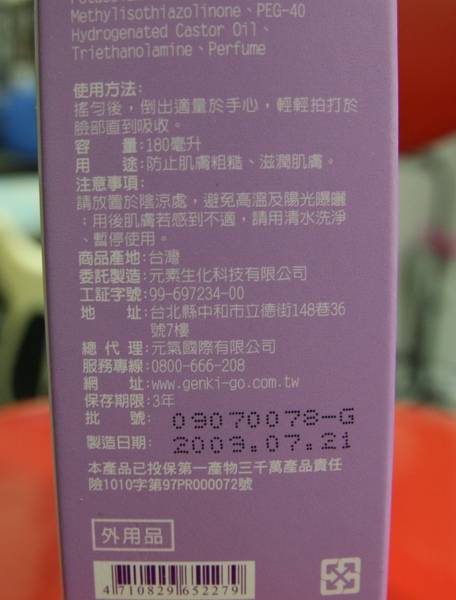 Methylisothiazolinone、PEG-40
Hydrogenated Castor Oil、
Triethanolamine、Perfume
使用方法:
搖勻後，倒出適量於手心，輕輕拍打於
臉部直到吸收。
容 量:180毫升
用 途:防止肌膚粗糙、滋潤肌膚。
注意事項:
請放置於陰涼處，避免高溫及陽光曝曬
；用後肌膚若感到不適，請用清水洗淨
、暫停使用。
商品產地:台灣
委託製造:元素生化科技有限公司
工証字號:99-697234-00
地 址:台北縣中和市立德街148巷36
號7樓
總 代 理:元氣國際有限公司
服務專線:0800-666-208
網 址:www.genki-go.com.tw
保存期限:3年
批 號: 09070078-G
製造日期: 2009.07.21
本產品已投保第一產物三千萬產品責任
險1010字第97PR000072號
外用品
4 710829 652279